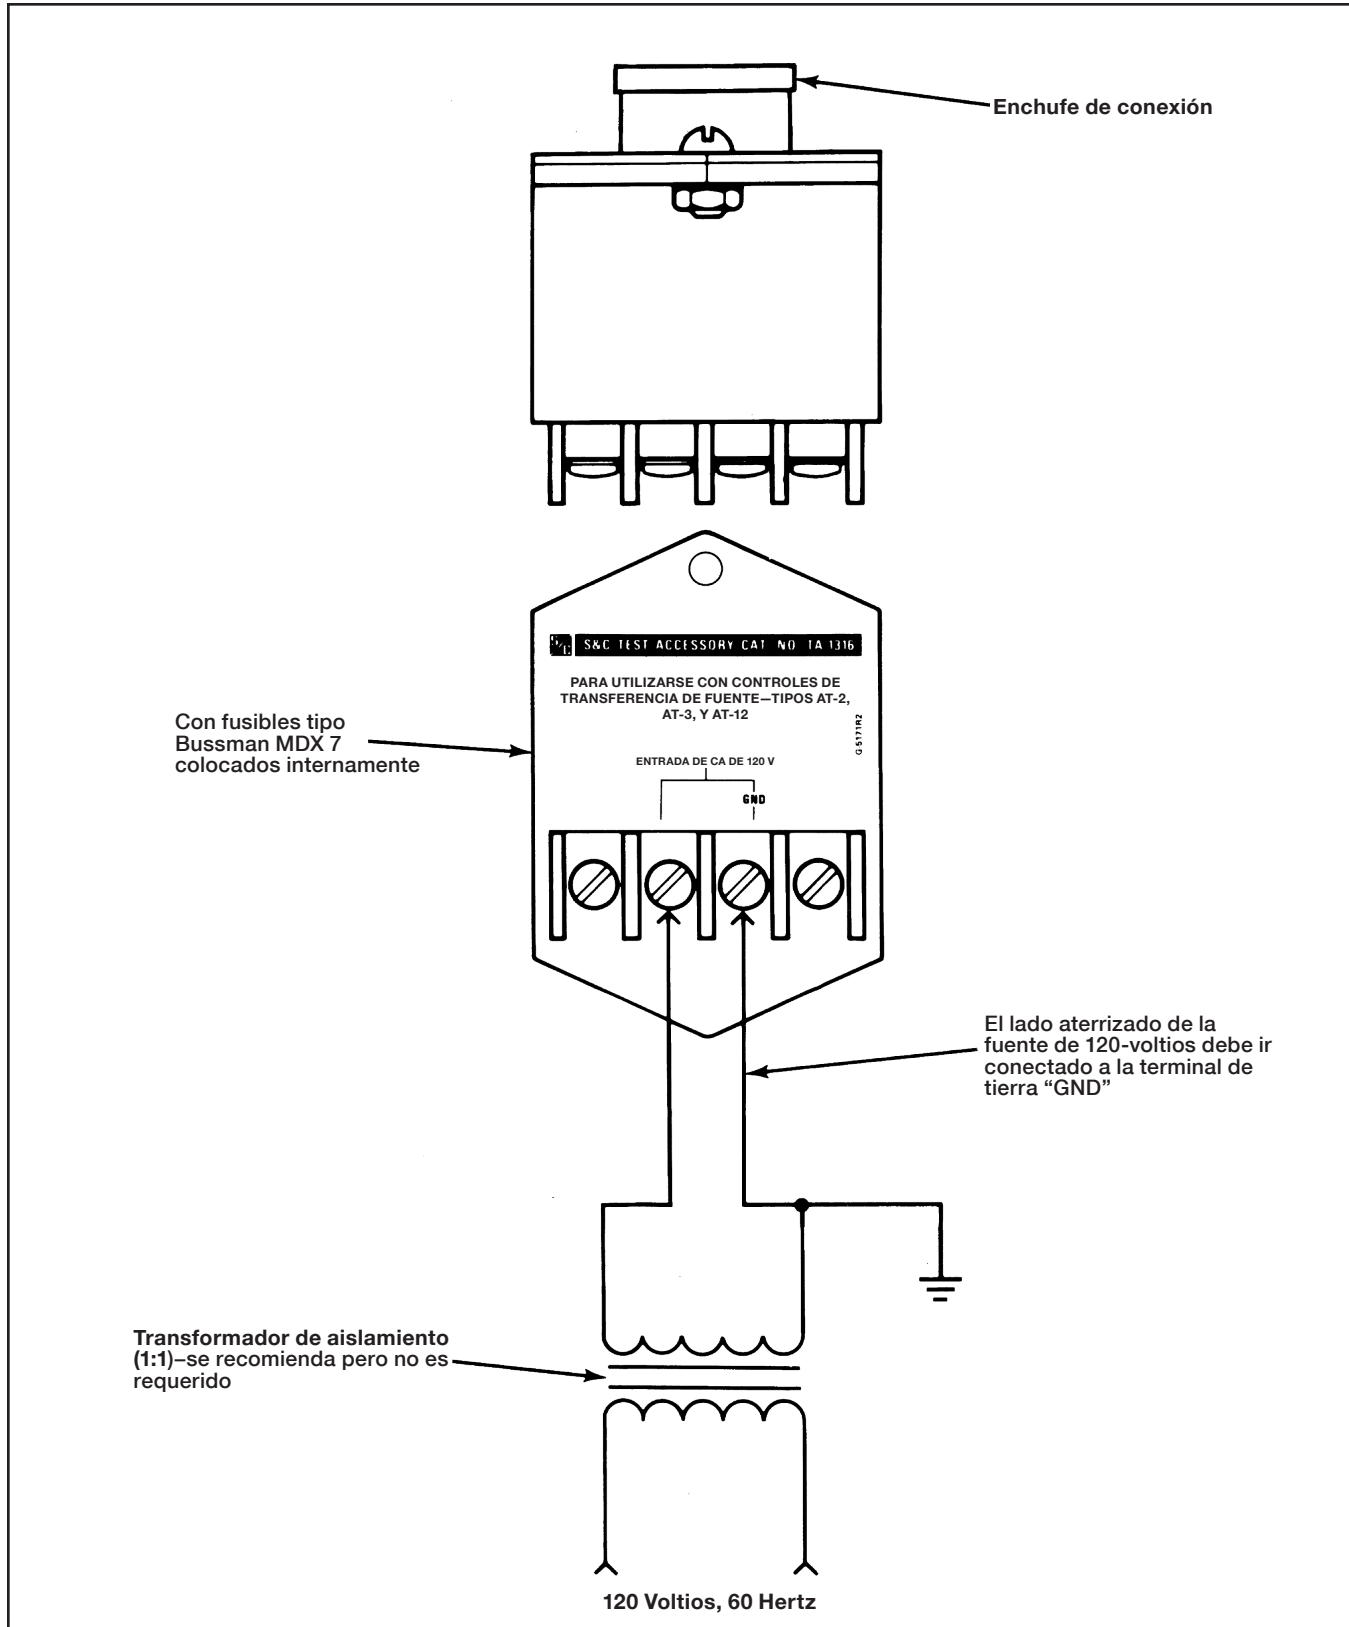 Enchufe de conexión
S&C TEST ACCESSORY CAT NO TA 1316
PARA UTILIZARSE CON CONTROLES DE
TRANSFERENCIA DE FUENTE—TIPOS AT-2,
AT-3, Y AT-12
G-5171R2
Con fusibles tipo
Bussman MDX 7
colocados internamente
ENTRADA DE CA DE 120 V
GND
El lado aterrizado de la
fuente de 120-voltios debe ir
conectado a la terminal de
tierra “GND”
Transformador de aislamiento
(1:1)–se recomienda pero no es
requerido
120 Voltios, 60 Hertz